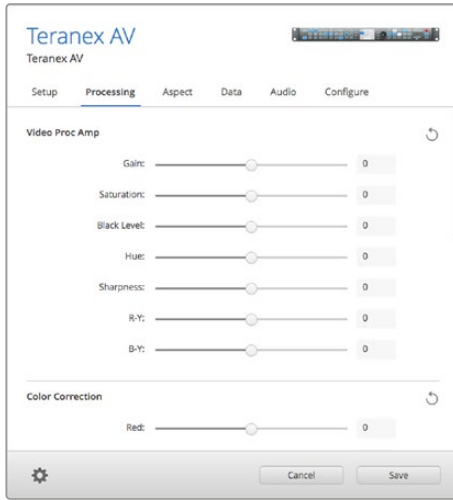 Teranex AV
Teranex AV
Setup Processing Aspect Data Audio Configure
Video Proc Amp
Gain: 0
Saturation: 0
Black Level: 0
Hue: 0
Sharpness: 0
R-Y: 0
B-Y: 0
Color Correction
Red: 0
Cancel Save